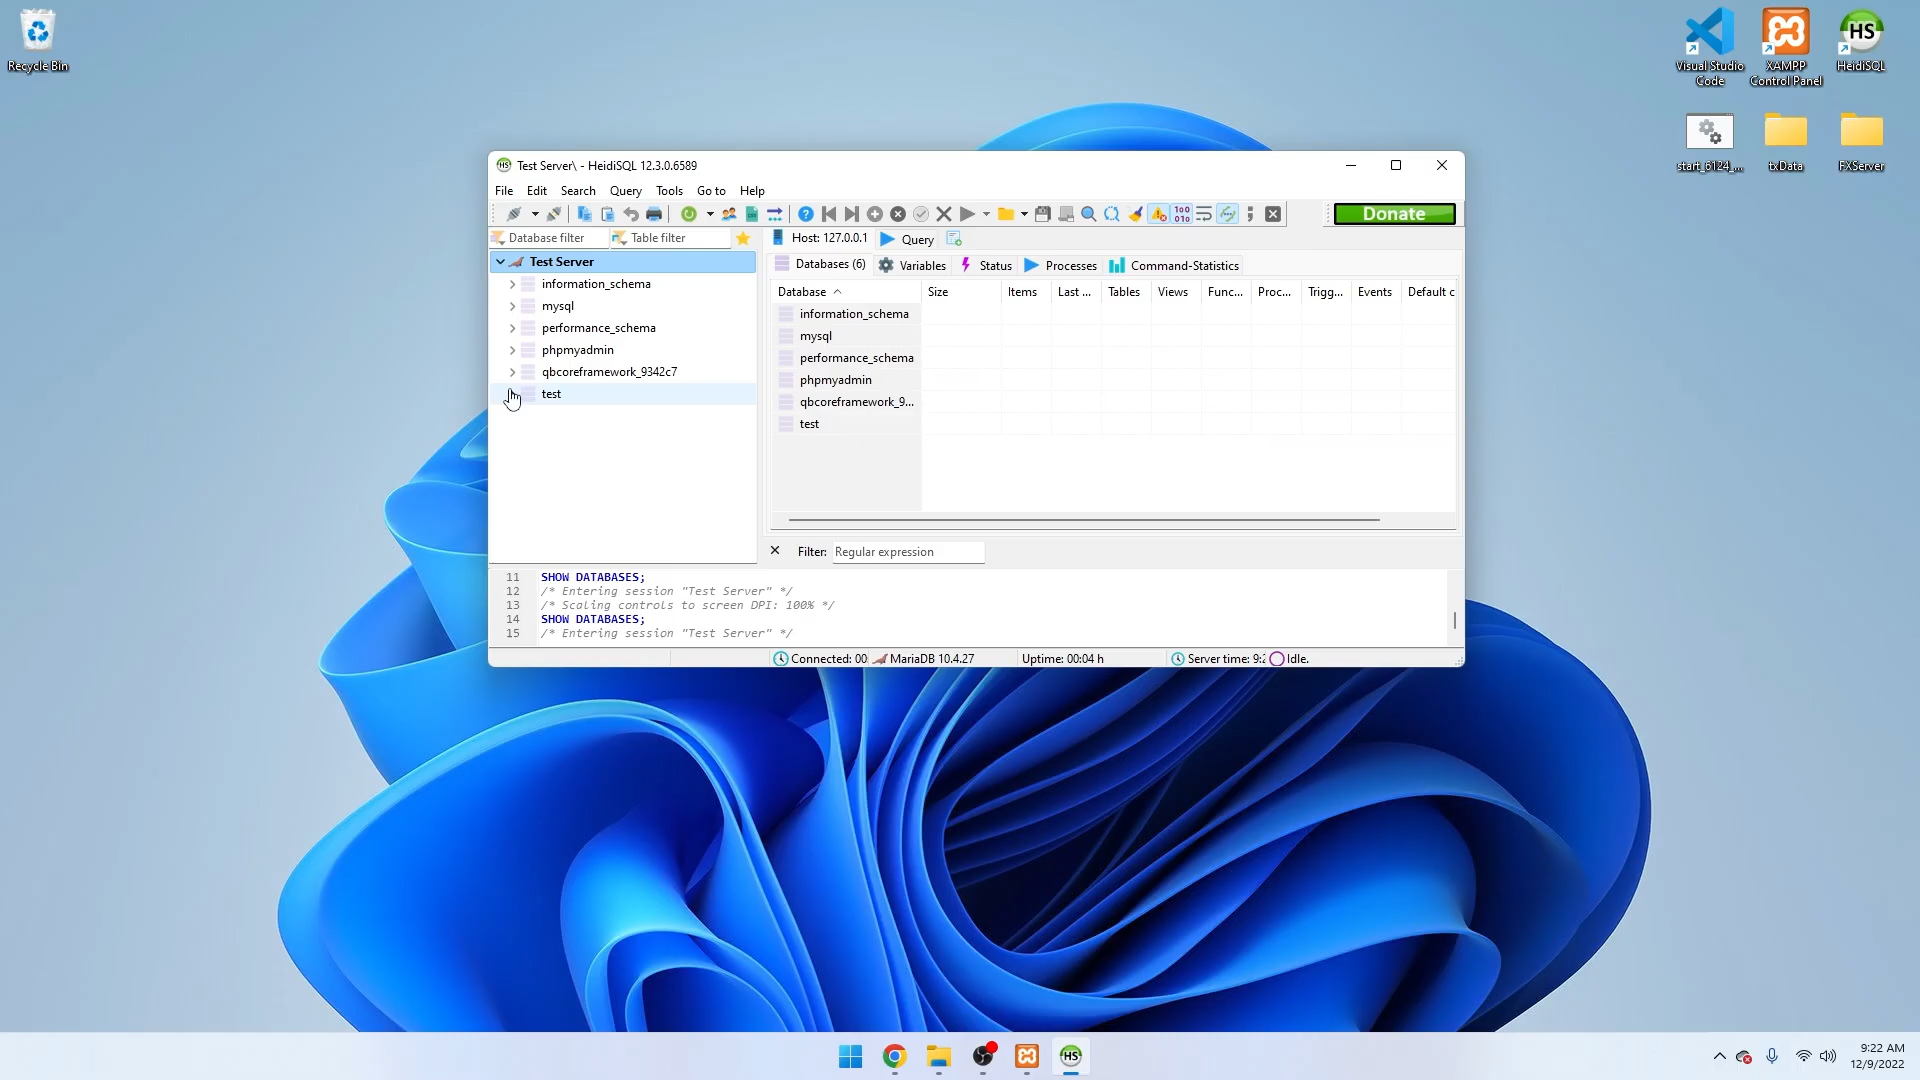 Recycle Bin
Visual Studio Code
XAMPP Control Panel
HeidiSQL
start_6124_...
txData
FXServer
Test Server\ - HeidiSQL 12.3.0.6589
File Edit Search Query Tools Go to Help
Donate
Database filter
Table filter
Host: 127.0.0.1
Query
Test Server
information_schema
mysql
performance_schema
phpmyadmin
qbcoreframework_9342c7
test
Databases (6)
Variables
Status
Processes
Command-Statistics
Database Size Items Last ... Tables Views Func... Proc... Trigg... Events Default c
information_schema
mysql
performance_schema
phpmyadmin
qbcoreframework_9...
test
Filter: Regular expression
11 SHOW DATABASES;
12 /* Entering session "Test Server" */
13 /* Scaling controls to screen DPI: 100% */
14 SHOW DATABASES;
15 /* Entering session "Test Server" */
Connected: 00
MariaDB 10.4.27
Uptime: 00:04 h
Server time: 9:2
Idle.
9:22 AM
12/9/2022